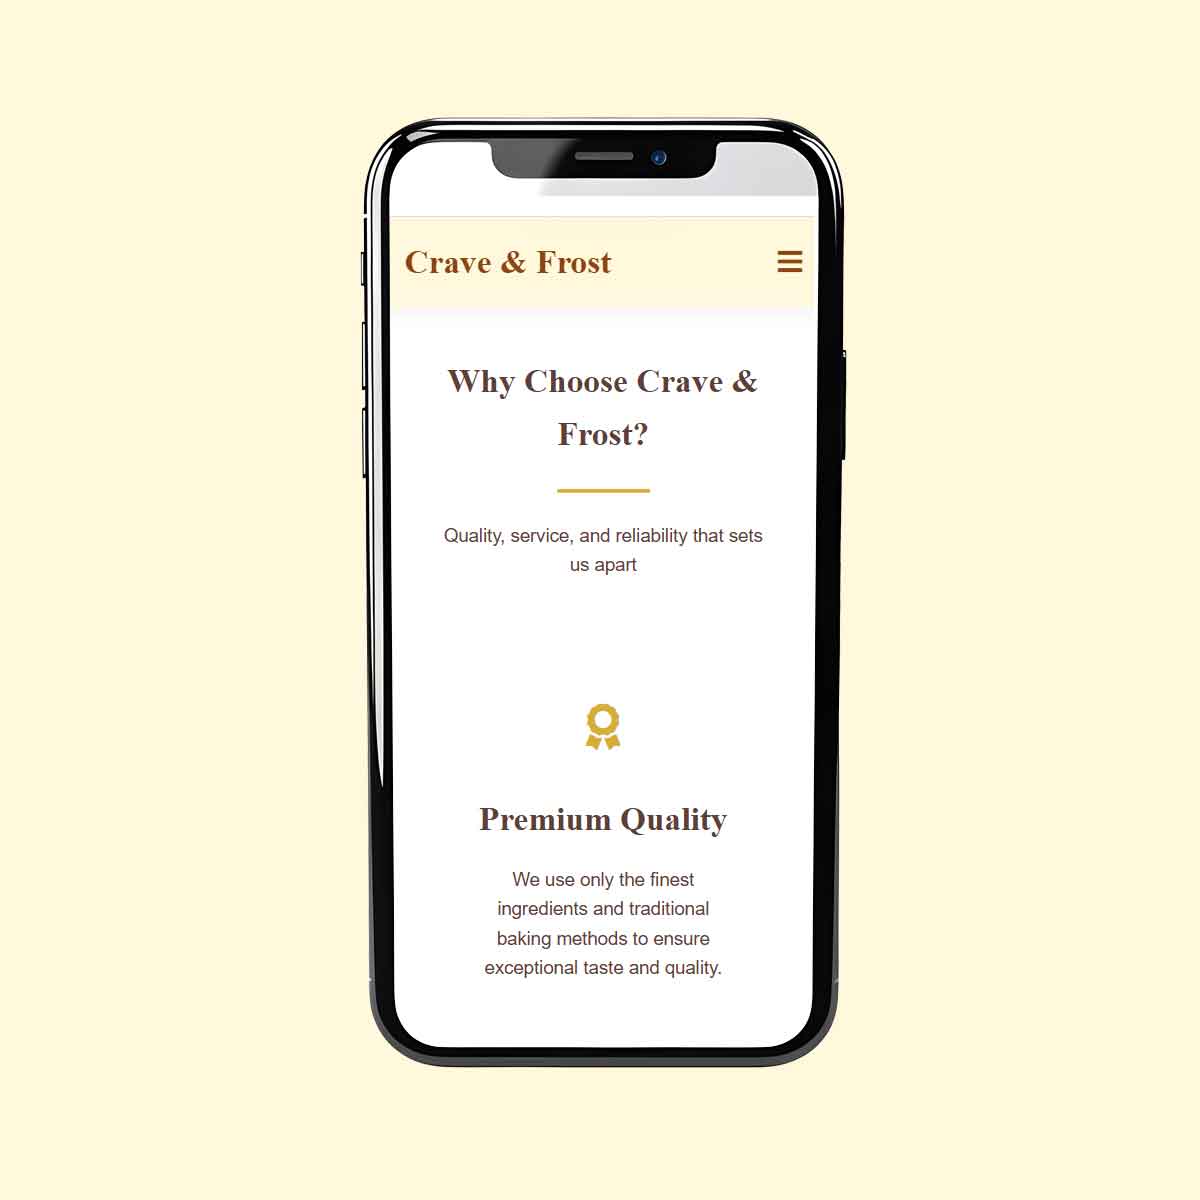 Crave & Frost
Why Choose Crave &
Frost?
Quality, service, and reliability that sets
us apart
Premium Quality
We use only the finest
ingredients and traditional
baking methods to ensure
exceptional taste and quality.